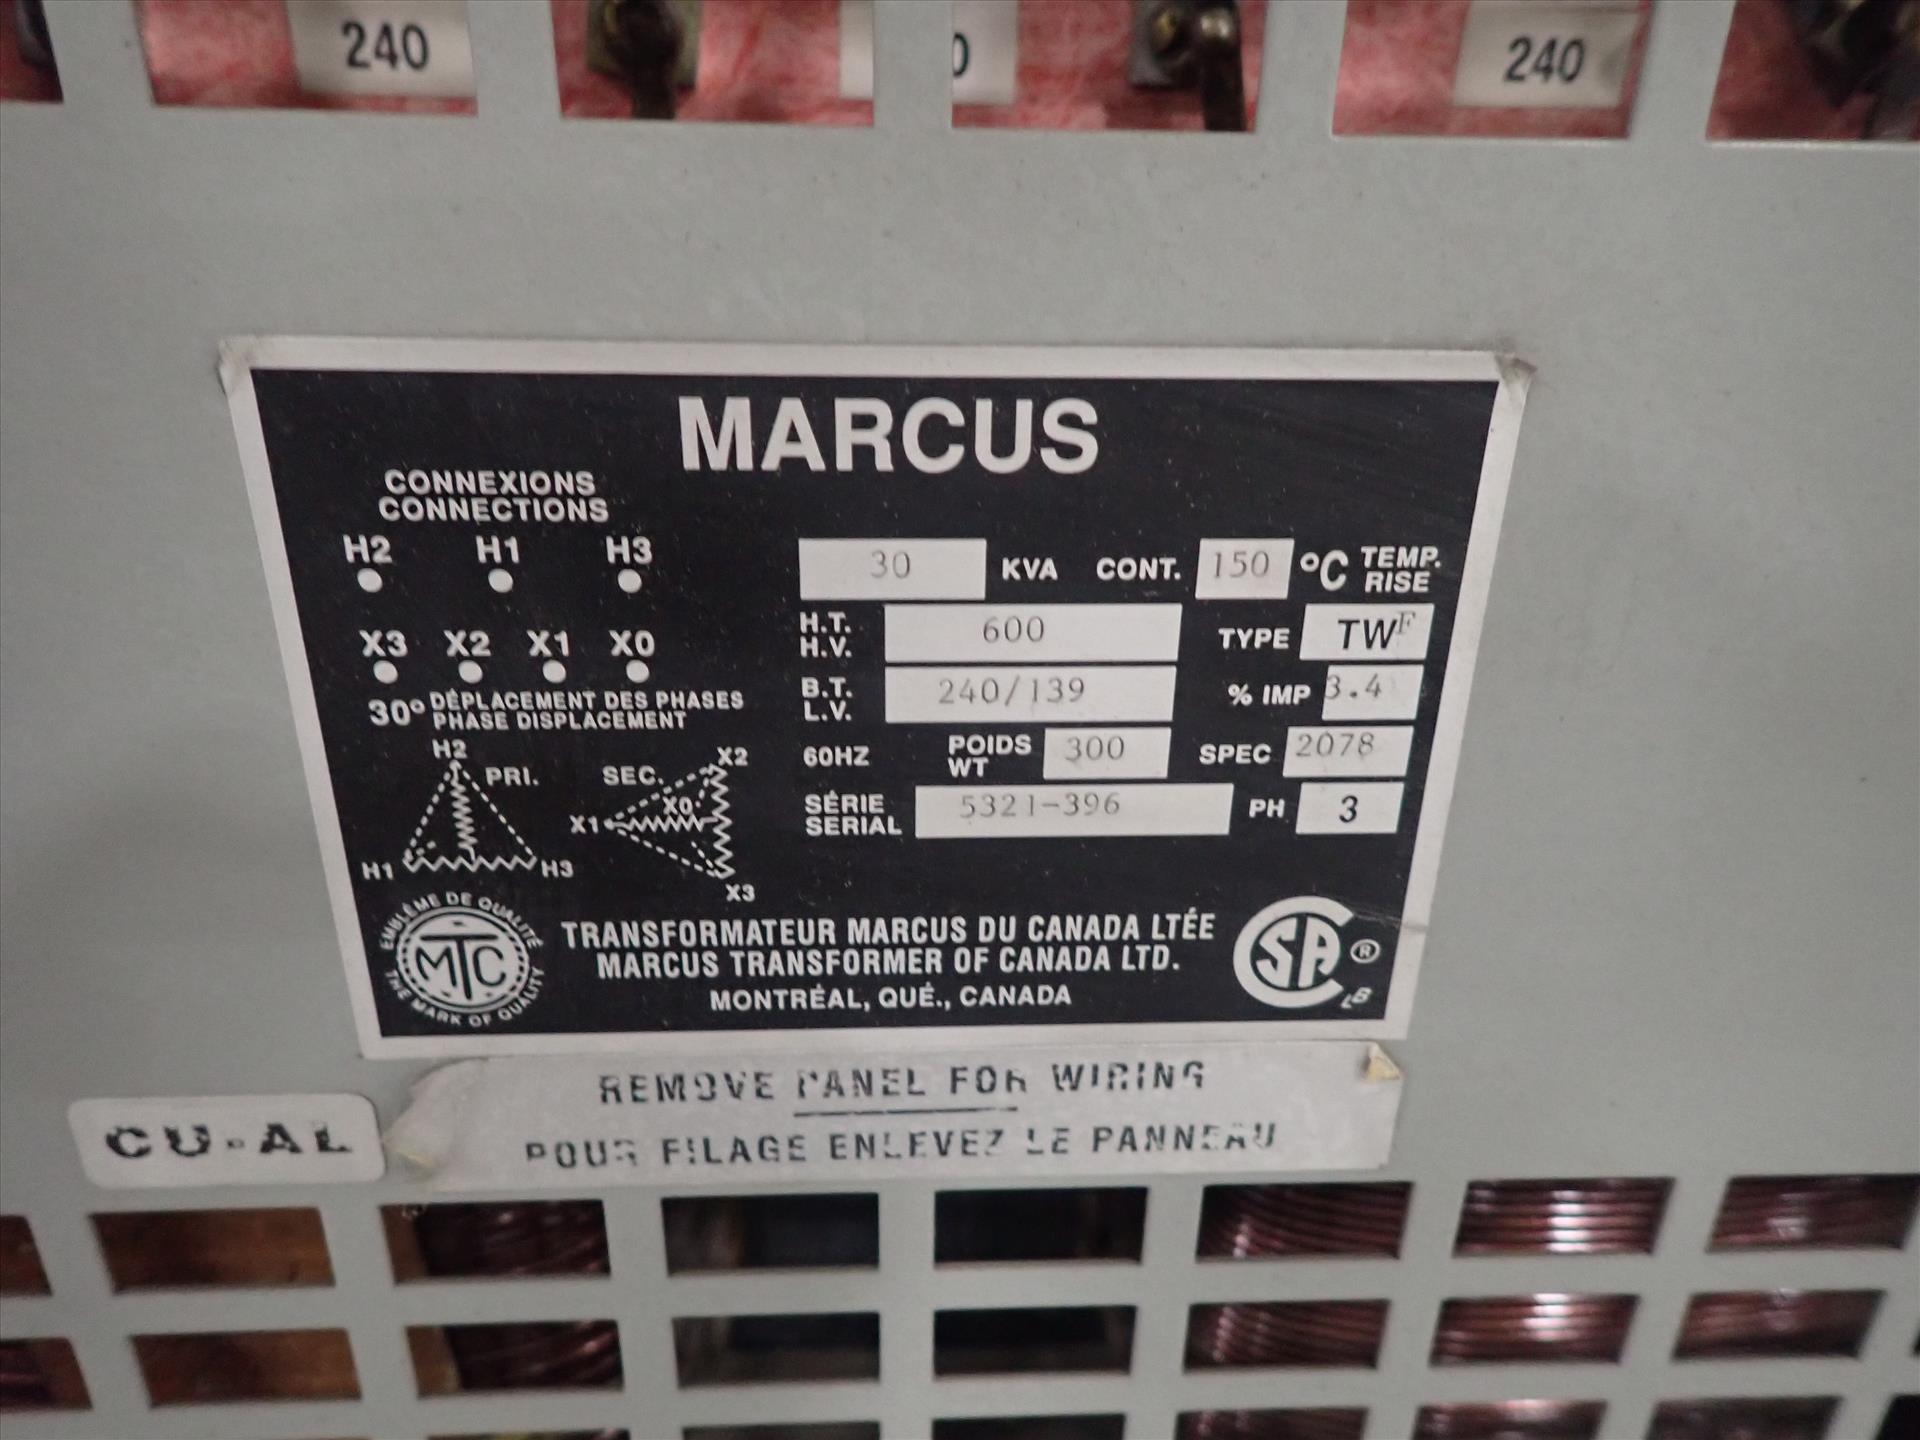 240
240
MARCUS
CONNEXIONS
CONNECTIONS
H2 H1 H3
X3 X2 X1 X0
30° DÉPLACEMENT DES PHASES
PHASE DISPLACEMENT
H2
PRI.
H1 H3
SEC.
X2
X0
X1
X3
30 KVA CONT. 150 °C TEMP. RISE
H.T.
H.V. 600 TYPE TWF
B.T.
L.V. 240/139 % IMP 3.4
60HZ POIDS
WT 300 SPEC 2078
SÉRIE
SERIAL 5321-396 PH 3
EMBLÈME DE QUALITÉ
MTC
THE MARK OF QUALITY
TRANSFORMATEUR MARCUS DU CANADA LTÉE
MARCUS TRANSFORMER OF CANADA LTD.
MONTRÉAL, QUÉ., CANADA
CSA ®
LB
REMOVE PANEL FOR WIRING
POUR FILAGE ENLEVEZ LE PANNEAU
CU-AL